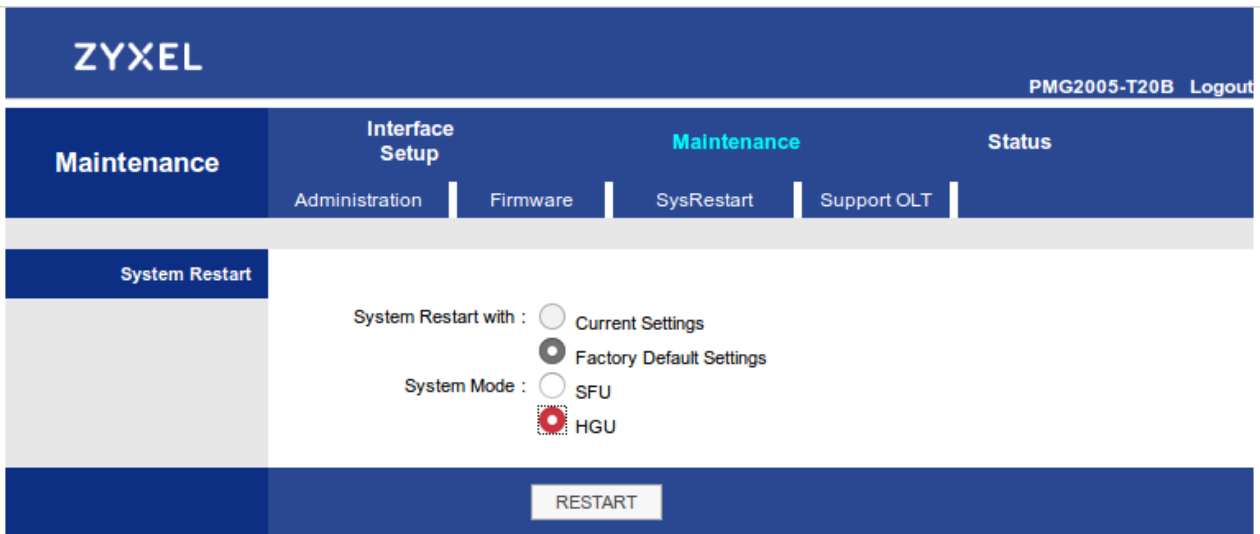 ZYXEL
PMG2005-T20B Logout
Maintenance
Interface
Setup
Maintenance
Status
Administration
Firmware
SysRestart
Support OLT
System Restart
System Restart with :
Current Settings
Factory Default Settings
System Mode :
SFU
HGU
RESTART